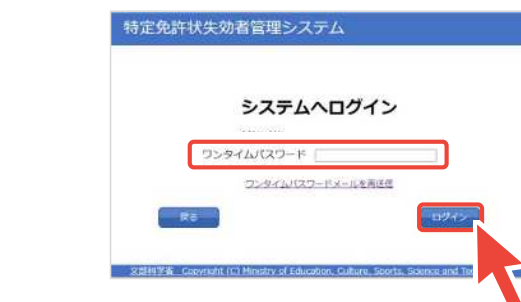 特定免許状失効者管理システム
システムへログイン
ワンタイムパスワード
ワンタイムパスワードメールを再送信
戻る
ログイン
文部科学省 Copyright (C) Ministry of Education, Culture, Sports, Science and